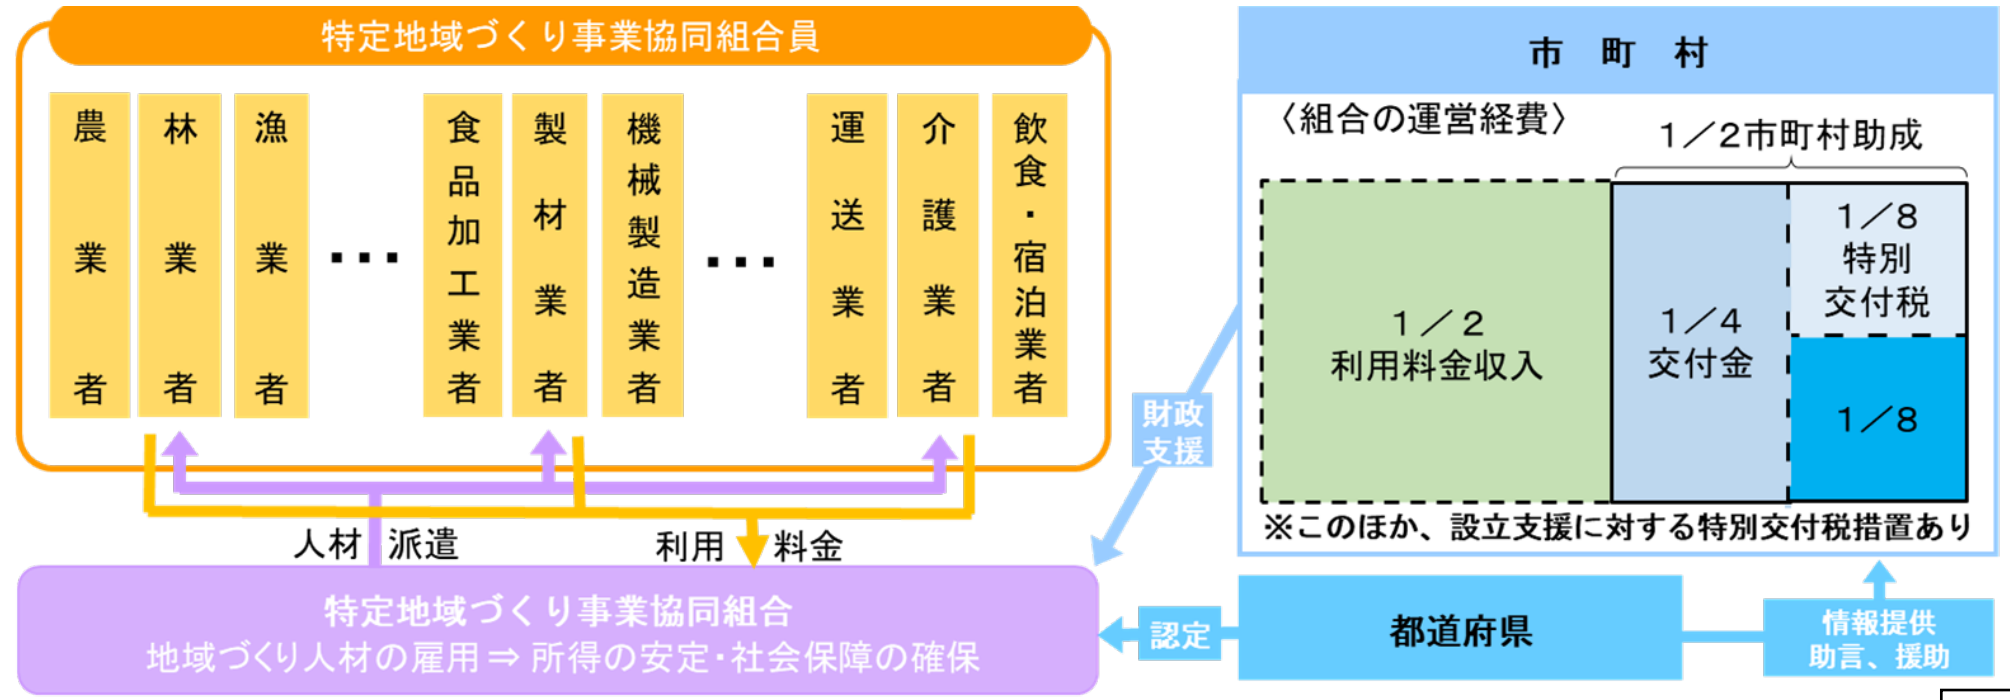 特定地域づくり事業協同組合員
農業者
林業者
漁業者
・・・
食品加工業者
製材業者
機械製造業者
・・・
運送業者
介護業者
飲食・宿泊業者
人材派遣
利用料金
特定地域づくり事業協同組合
地域づくり人材の雇用⇒所得の安定・社会保障の確保
市町村
〈組合の運営経費〉
1／2市町村助成
1／2
利用料金収入
1／4
交付金
1／8
特別
交付税
1／8
※このほか、設立支援に対する特別交付税措置あり
財政
支援
認定
都道府県
情報提供
助言、援助